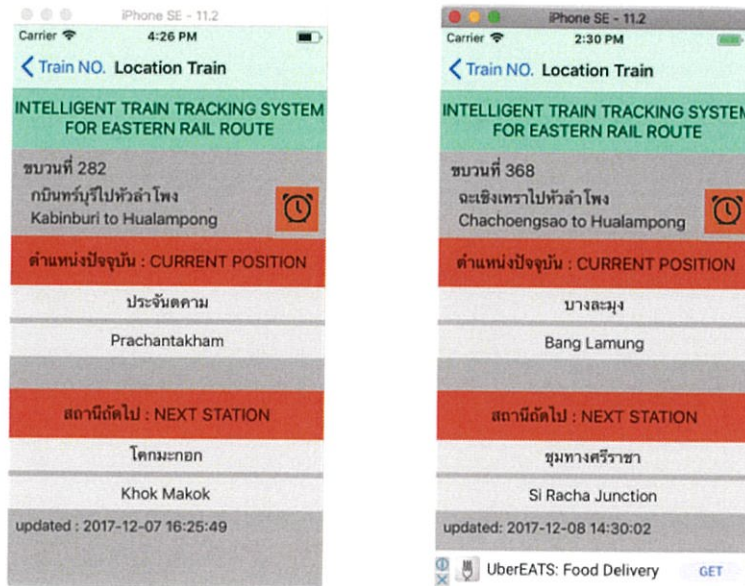 iPhone SE - 11.2
Carrier 4:26 PM
Train NO. Location Train
INTELLIGENT TRAIN TRACKING SYSTEM
FOR EASTERN RAIL ROUTE
ขบวนที่ 282
กบินทร์บุรีไปหัวลำโพง
Kabinburi to Hualampong
ตำแหน่งปัจจุบัน : CURRENT POSITION
ประจันตคาม
Prachantakham
สถานีถัดไป : NEXT STATION
โคกมะกอก
Khok Makok
updated : 2017-12-07 16:25:49
iPhone SE - 11.2
Carrier 2:30 PM
Train NO. Location Train
INTELLIGENT TRAIN TRACKING SYSTEM
FOR EASTERN RAIL ROUTE
ขบวนที่ 368
ฉะเชิงเทราไปหัวลำโพง
Chachoengsao to Hualampong
ตำแหน่งปัจจุบัน : CURRENT POSITION
บางละมุง
Bang Lamung
สถานีถัดไป : NEXT STATION
ชุมทางศรีราชา
Si Racha Junction
updated: 2017-12-08 14:30:02
UberEATS: Food Delivery GET